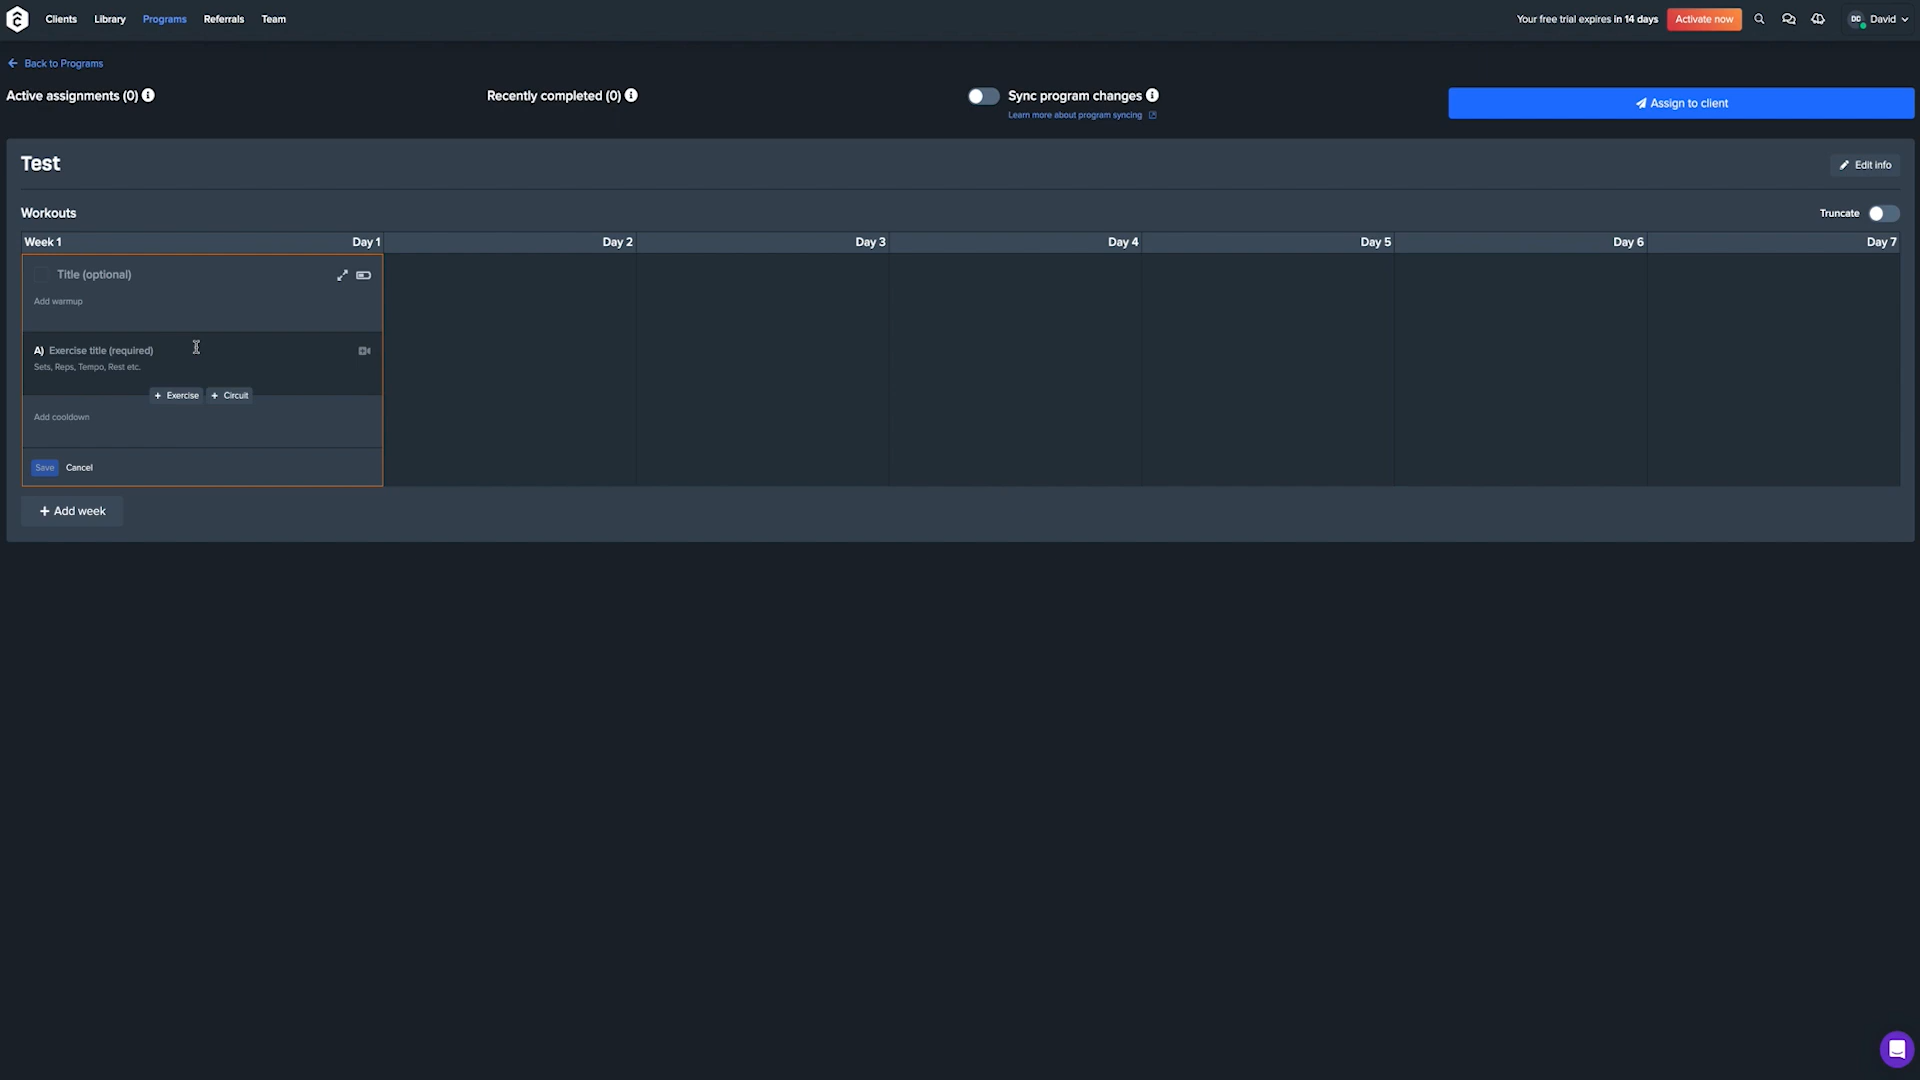 Clients Library Programs Referrals Team
Your free trial expires in 14 days Activate now DC David
Back to Programs
Active assignments (0) Recently completed (0) Sync program changes
Learn more about program syncing
Assign to client
Test
Edit info
Workouts
Truncate
Week 1 Day 1 Day 2 Day 3 Day 4 Day 5 Day 6 Day 7
Title (optional)
Add warmup
A) Exercise title (required)
Sets, Reps, Tempo, Rest etc.
+ Exercise + Circuit
Add cooldown
Save Cancel
+ Add week